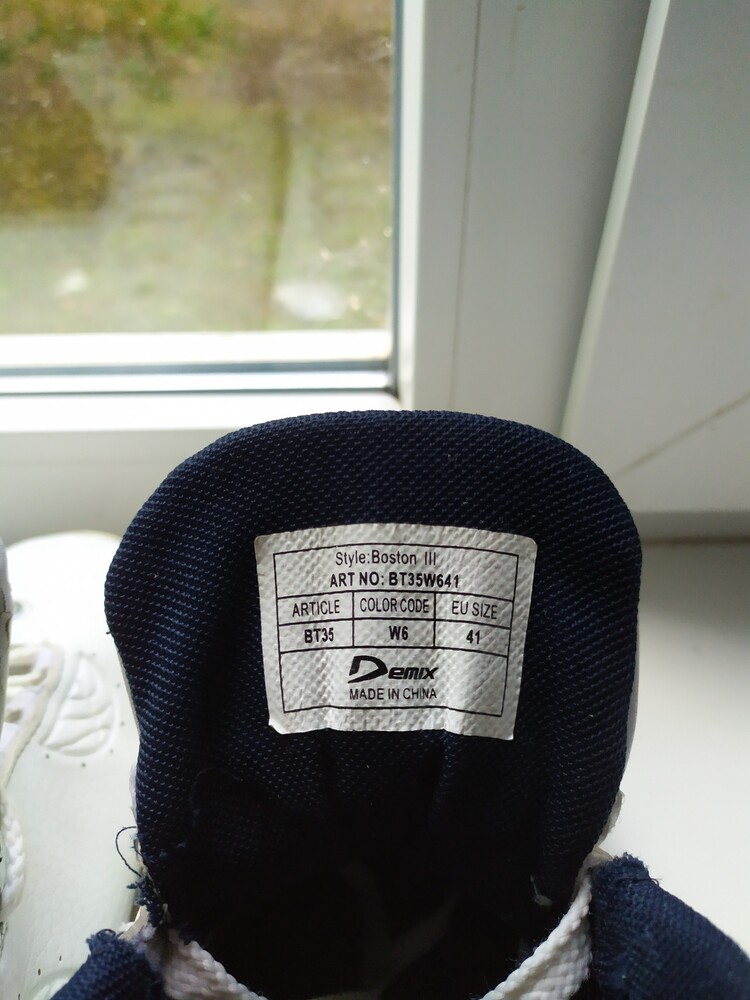 Style:Boston III
ART NO: BT35W641
ARTICLE COLOR CODE EU SIZE
BT35 W6 41
Demix
MADE IN CHINA